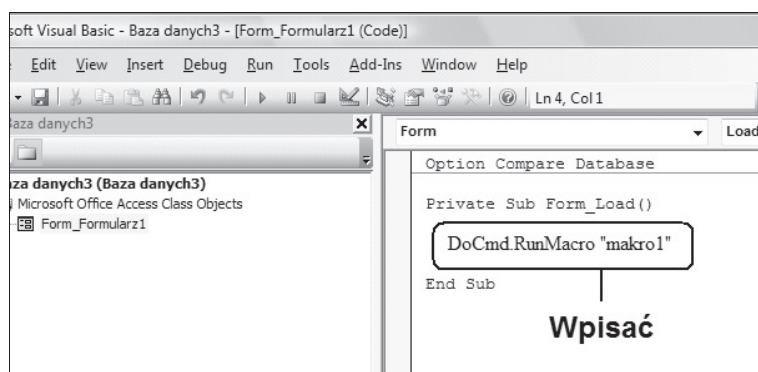 soft Visual Basic - Baza danych3 - [Form_Formularz1 (Code)]
Edit View Insert Debug Run Tools Add-Ins Window Help
Ln 4, Col 1
Baza danych3
Form
Load
Option Compare Database
aza danych3 (Baza danych3)
Microsoft Office Access Class Objects
Form_Formularz1
Private Sub Form_Load()
DoCmd.RunMacro "makro1"
End Sub
Wpisać